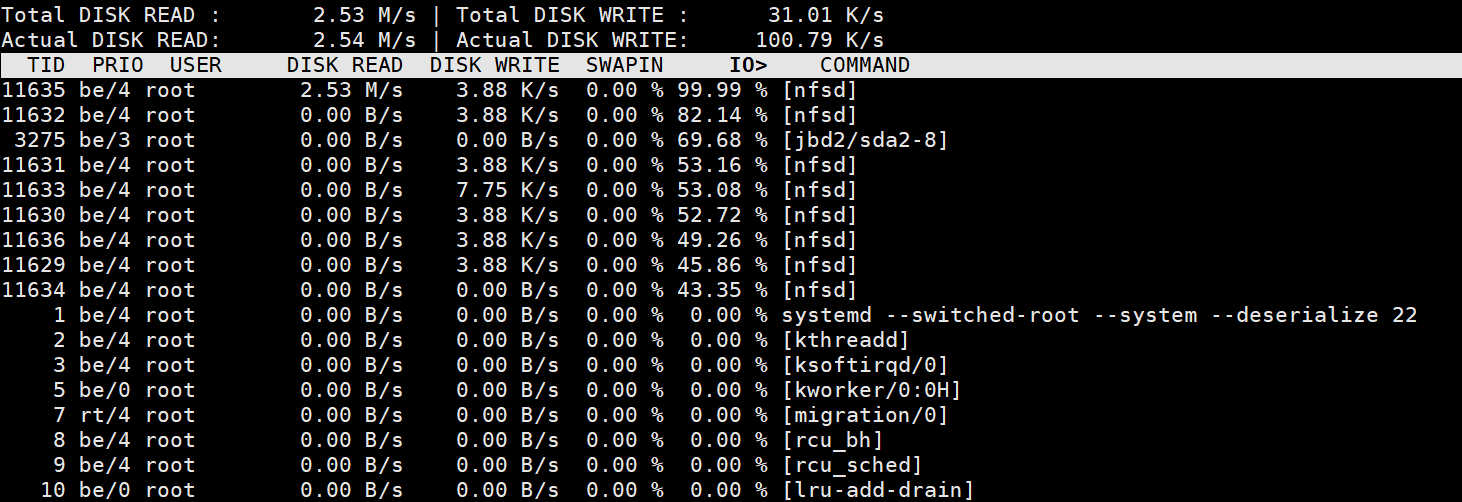 Total DISK READ :       2.53 M/s | Total DISK WRITE :      31.01 K/s
Actual DISK READ:       2.54 M/s | Actual DISK WRITE:     100.79 K/s
  TID  PRIO  USER     DISK READ  DISK WRITE  SWAPIN     IO>    COMMAND
11635 be/4 root        2.53 M/s    3.88 K/s  0.00 % 99.99 % [nfsd]
11632 be/4 root        0.00 B/s    3.88 K/s  0.00 % 82.14 % [nfsd]
 3275 be/3 root        0.00 B/s    0.00 B/s  0.00 % 69.68 % [jbd2/sda2-8]
11631 be/4 root        0.00 B/s    3.88 K/s  0.00 % 53.16 % [nfsd]
11633 be/4 root        0.00 B/s    7.75 K/s  0.00 % 53.08 % [nfsd]
11630 be/4 root        0.00 B/s    3.88 K/s  0.00 % 52.72 % [nfsd]
11636 be/4 root        0.00 B/s    3.88 K/s  0.00 % 49.26 % [nfsd]
11629 be/4 root        0.00 B/s    3.88 K/s  0.00 % 45.86 % [nfsd]
11634 be/4 root        0.00 B/s    0.00 B/s  0.00 % 43.35 % [nfsd]
    1 be/4 root        0.00 B/s    0.00 B/s  0.00 %  0.00 % systemd --switched-root --system --deserialize 22
    2 be/4 root        0.00 B/s    0.00 B/s  0.00 %  0.00 % [kthreadd]
    3 be/4 root        0.00 B/s    0.00 B/s  0.00 %  0.00 % [ksoftirqd/0]
    5 be/0 root        0.00 B/s    0.00 B/s  0.00 %  0.00 % [kworker/0:0H]
    7 rt/4 root        0.00 B/s    0.00 B/s  0.00 %  0.00 % [migration/0]
    8 be/4 root        0.00 B/s    0.00 B/s  0.00 %  0.00 % [rcu_bh]
    9 be/4 root        0.00 B/s    0.00 B/s  0.00 %  0.00 % [rcu_sched]
   10 be/0 root        0.00 B/s    0.00 B/s  0.00 %  0.00 % [lru-add-drain]